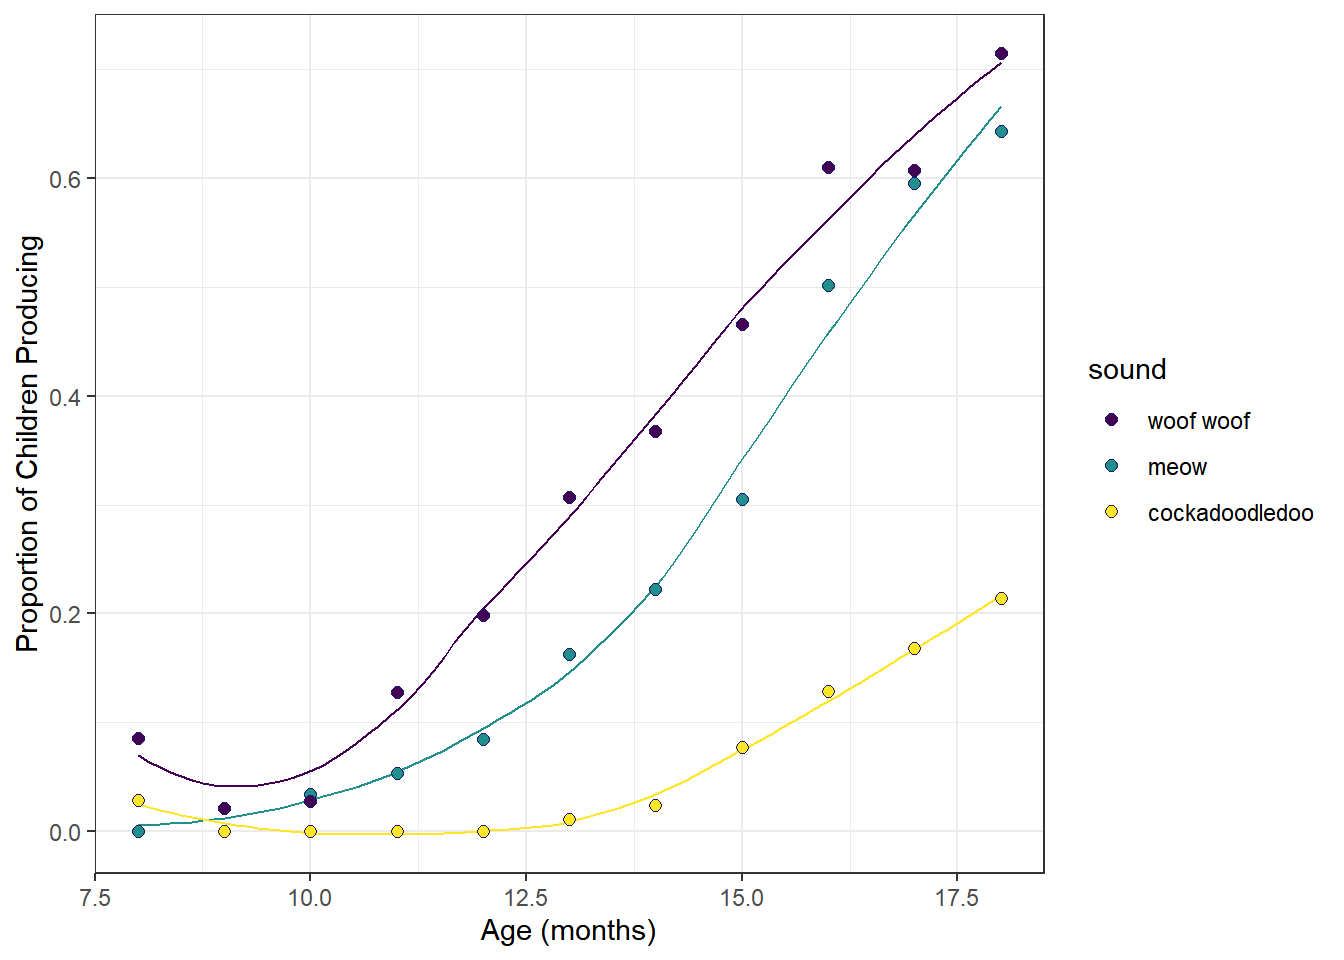 0.6
0.4
0.2
0.0
7.5 10.0 12.5 15.0 17.5
Age (months)
Proportion of Children Producing
sound
woof woof
meow
cockadoodledoo